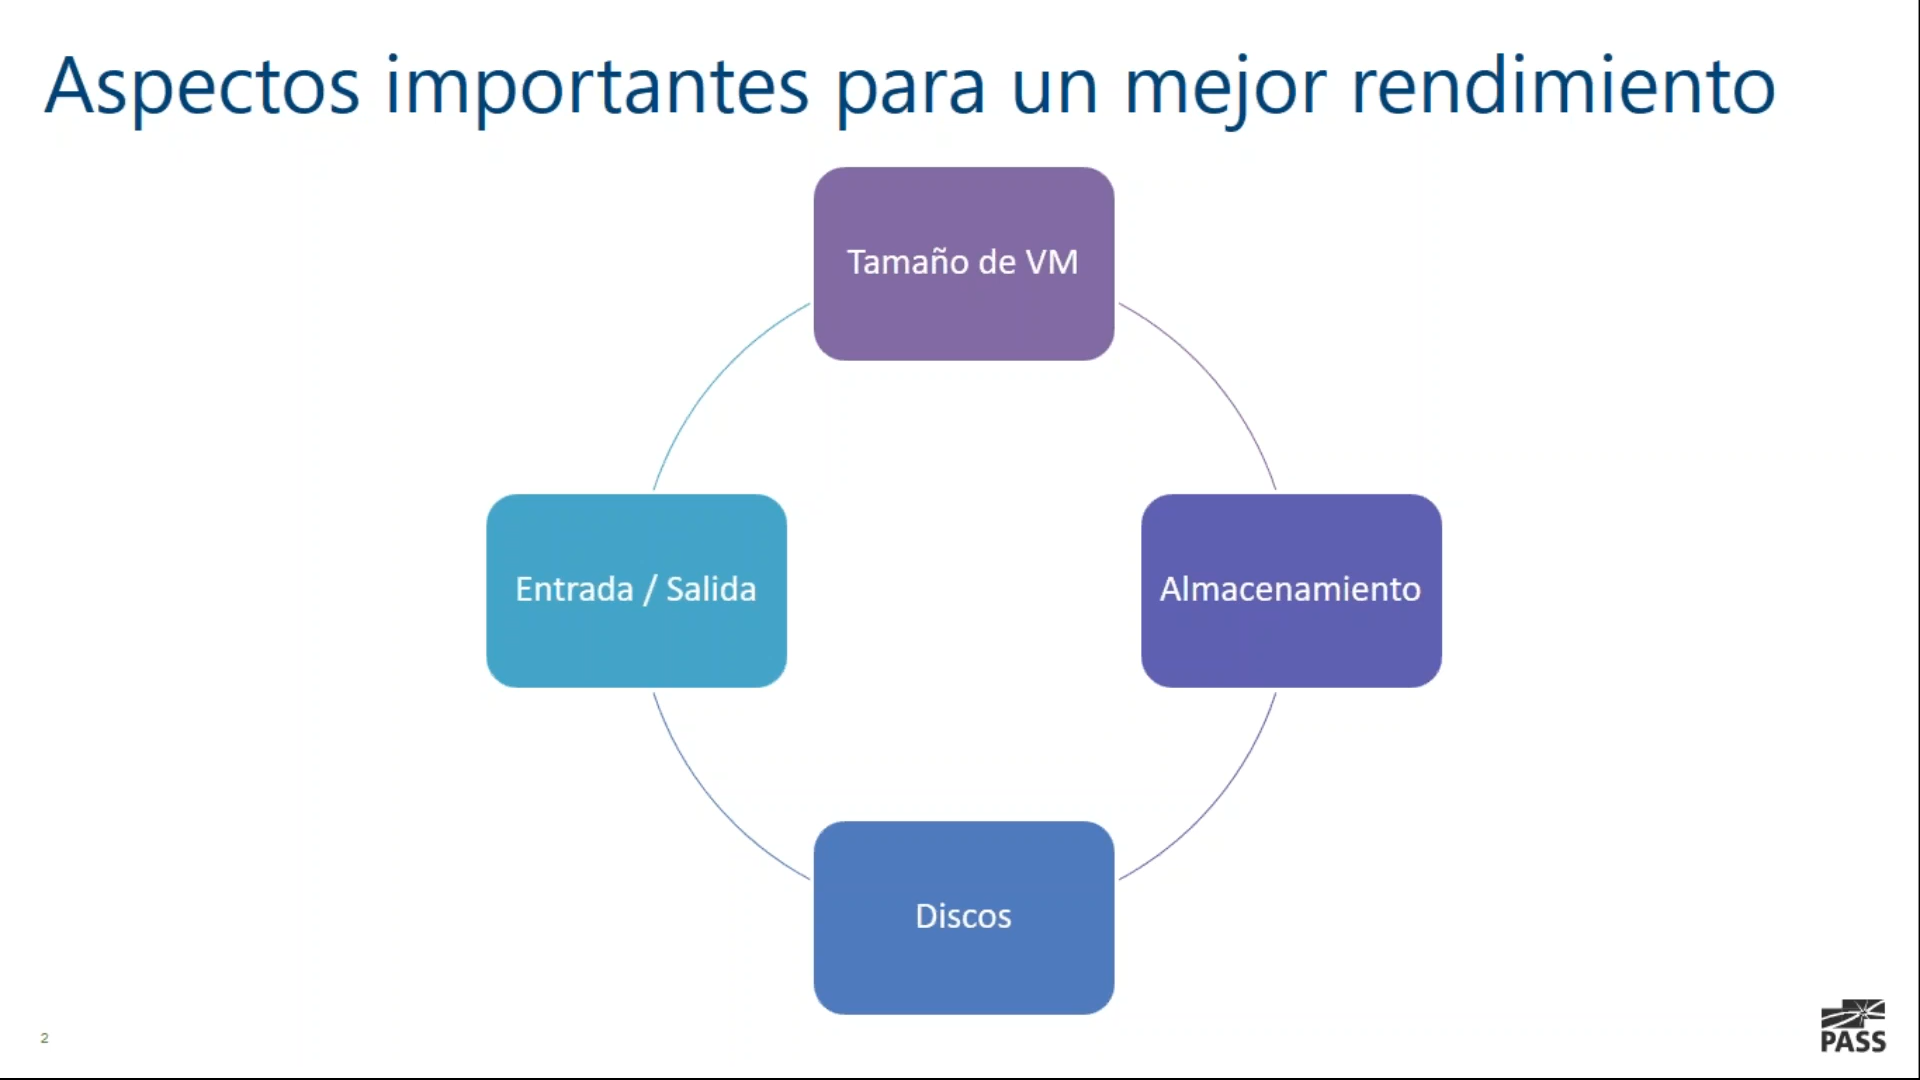 Aspectos importantes para un mejor rendimiento
Tamaño de VM
Entrada / Salida
Almacenamiento
Discos
2
PASS